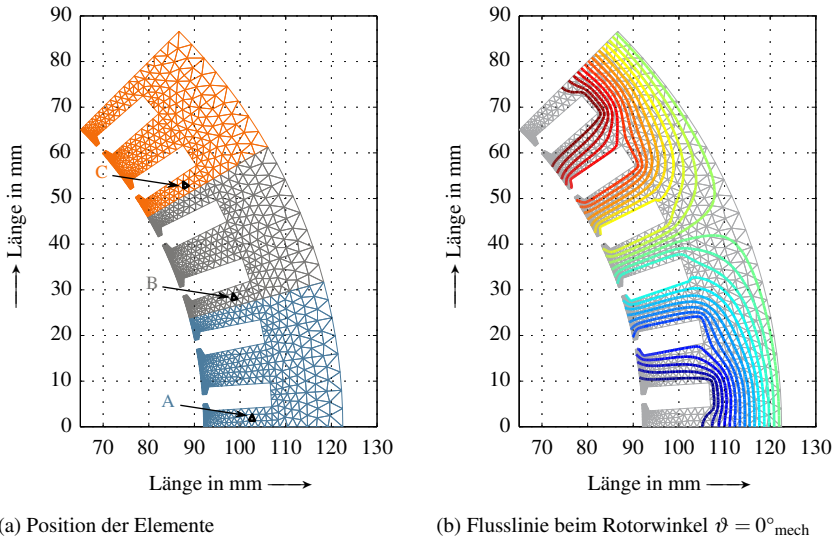 90
80
70
60
50
40
30
20
10
0
Länge in mm
C
B
A
70 80 90 100 110 120 130
Länge in mm
(a) Position der Elemente
90
80
70
60
50
40
30
20
10
0
Länge in mm
70 80 90 100 110 120 130
Länge in mm
(b) Flusslinie beim Rotorwinkel ϑ = 0°mech